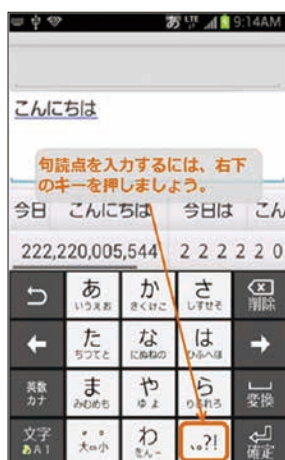 あ LTE 9:14AM
こんにちは
句読点を入力するには、右下
のキーを押しましょう。
今日 こんにちは 今日は こん
222,220,005,544 2 2 2 2 2 0
あ か さ 削除
いうえお きくけこ しすせそ
た な は
ちつてと にぬねの ひふへほ
英数 ま や ら
カナ みむめも ゆよ りるれろ 変換
文字 大⇔小 わ 、。?! 確定
あA1 をん-